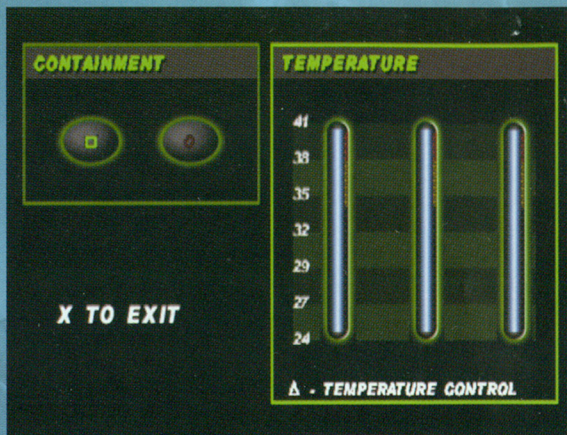 CONTAINMENT
TEMPERATURE
41
38
35
32
29
27
24
X TO EXIT
Δ - TEMPERATURE CONTROL